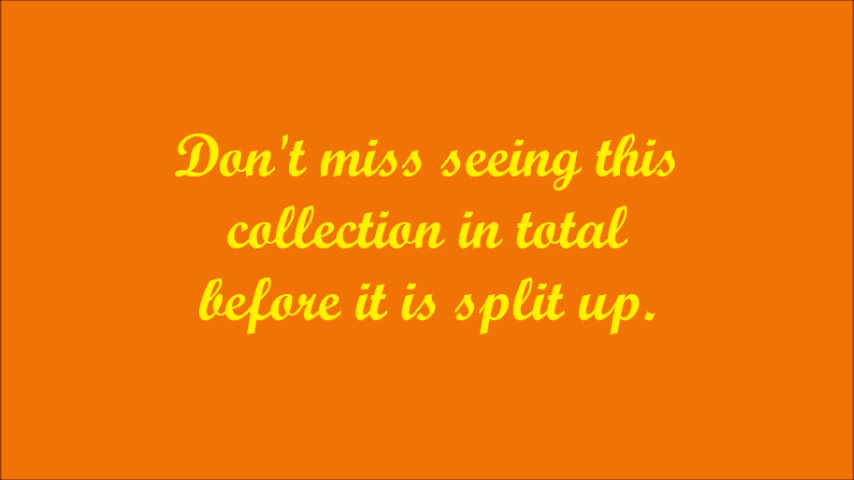 Don't miss seeing this
collection in total
before it is split up.